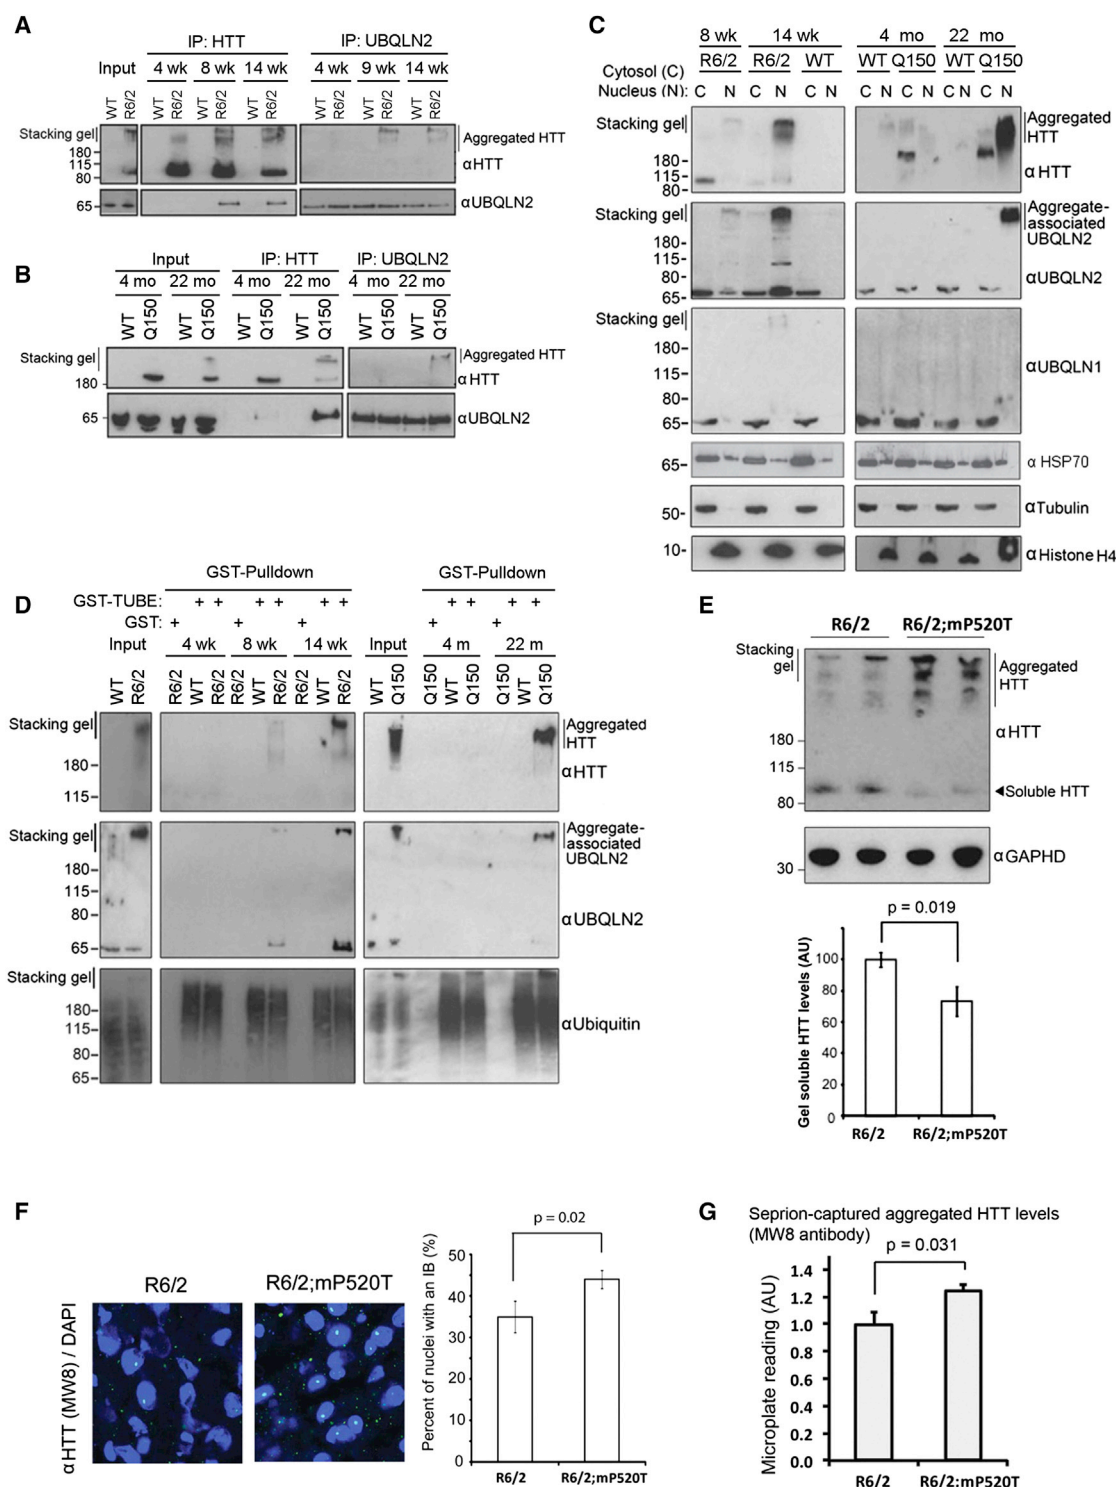 A
IP: HTT
IP: UBQLN2
Input
4 wk
8 wk
14 wk
4 wk
9 wk
14 wk
WT
R6/2
WT
R6/2
WT
R6/2
WT
R6/2
WT
R6/2
WT
R6/2
WT
R6/2
Stacking gel
180
115
80
Aggregated HTT
αHTT
65
αUBQLN2
B
Input
IP: HTT
IP: UBQLN2
4 mo
22 mo
4 mo
22 mo
4 mo
22 mo
WT
Q150
WT
Q150
WT
Q150
WT
Q150
WT
Q150
WT
Q150
Stacking gel
180
Aggregated HTT
αHTT
65
αUBQLN2
C
8 wk
14 wk
4 mo
22 mo
R6/2
R6/2
WT
WT
Q150
WT
Q150
Cytosol (C)
Nucleus (N):
C N C N C N C N C N C N C N
Stacking gel
180
115
80
Aggregated
HTT
αHTT
Stacking gel
180
115
80
65
Aggregate-
associated
UBQLN2
αUBQLN2
Stacking gel
180
115
80
65
αUBQLN1
65
α HSP70
50
αTubulin
10
αHistone H4
D
GST-Pulldown
GST-Pulldown
GST-TUBE: + + + + + + + + + +
GST: + + + + +
Input
4 wk
8 wk
14 wk
Input
4 m
22 m
WT
R6/2
R6/2
WT
R6/2
R6/2
WT
R6/2
R6/2
WT
R6/2
WT
Q150
Q150
WT
Q150
Q150
WT
Q150
Stacking gel
180
115
Aggregated
HTT
αHTT
Stacking gel
180
115
80
65
Aggregate-
associated
UBQLN2
αUBQLN2
Stacking gel
180
115
80
65
αUbiquitin
E
R6/2
R6/2;mP520T
Stacking
gel
180
115
80
Aggregated
HTT
αHTT
◄Soluble HTT
30
αGAPHD
p = 0.019
Gel soluble HTT levels (AU)
100
80
60
40
20
0
R6/2
R6/2;mP520T
F
R6/2
R6/2;mP520T
αHTT (MW8) / DAPI
p = 0.02
Percent of nuclei with an IB (%)
50
40
30
20
10
0
R6/2
R6/2;mP520T
G
Seprion-captured aggregated HTT levels
(MW8 antibody)
p = 0.031
Microplate reading (AU)
1.4
1.2
1.0
0.8
0.6
0.4
0.2
0.0
R6/2
R6/2;mP520T